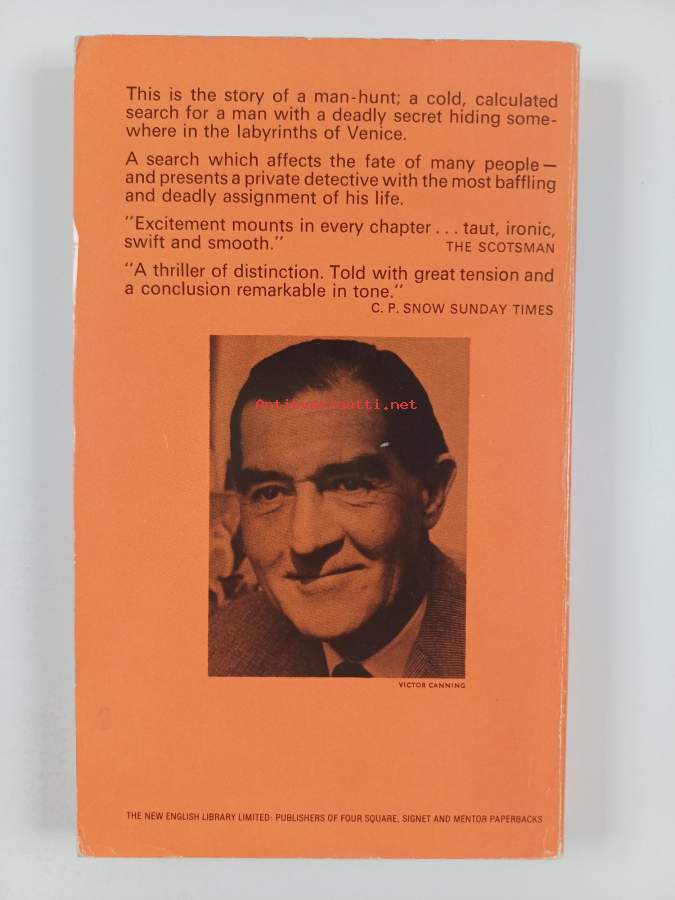 This is the story of a man-hunt; a cold, calculated
search for a man with a deadly secret hiding some-
where in the labyrinths of Venice.
A search which affects the fate of many people—
and presents a private detective with the most baffling
and deadly assignment of his life.
"Excitement mounts in every chapter... taut, ironic,
swift and smooth." THE SCOTSMAN
"A thriller of distinction. Told with great tension and
a conclusion remarkable in tone."
C. P. SNOW SUNDAY TIMES
VICTOR CANNING
THE NEW ENGLISH LIBRARY LIMITED: PUBLISHERS OF FOUR SQUARE, SIGNET AND MENTOR PAPERBACKS